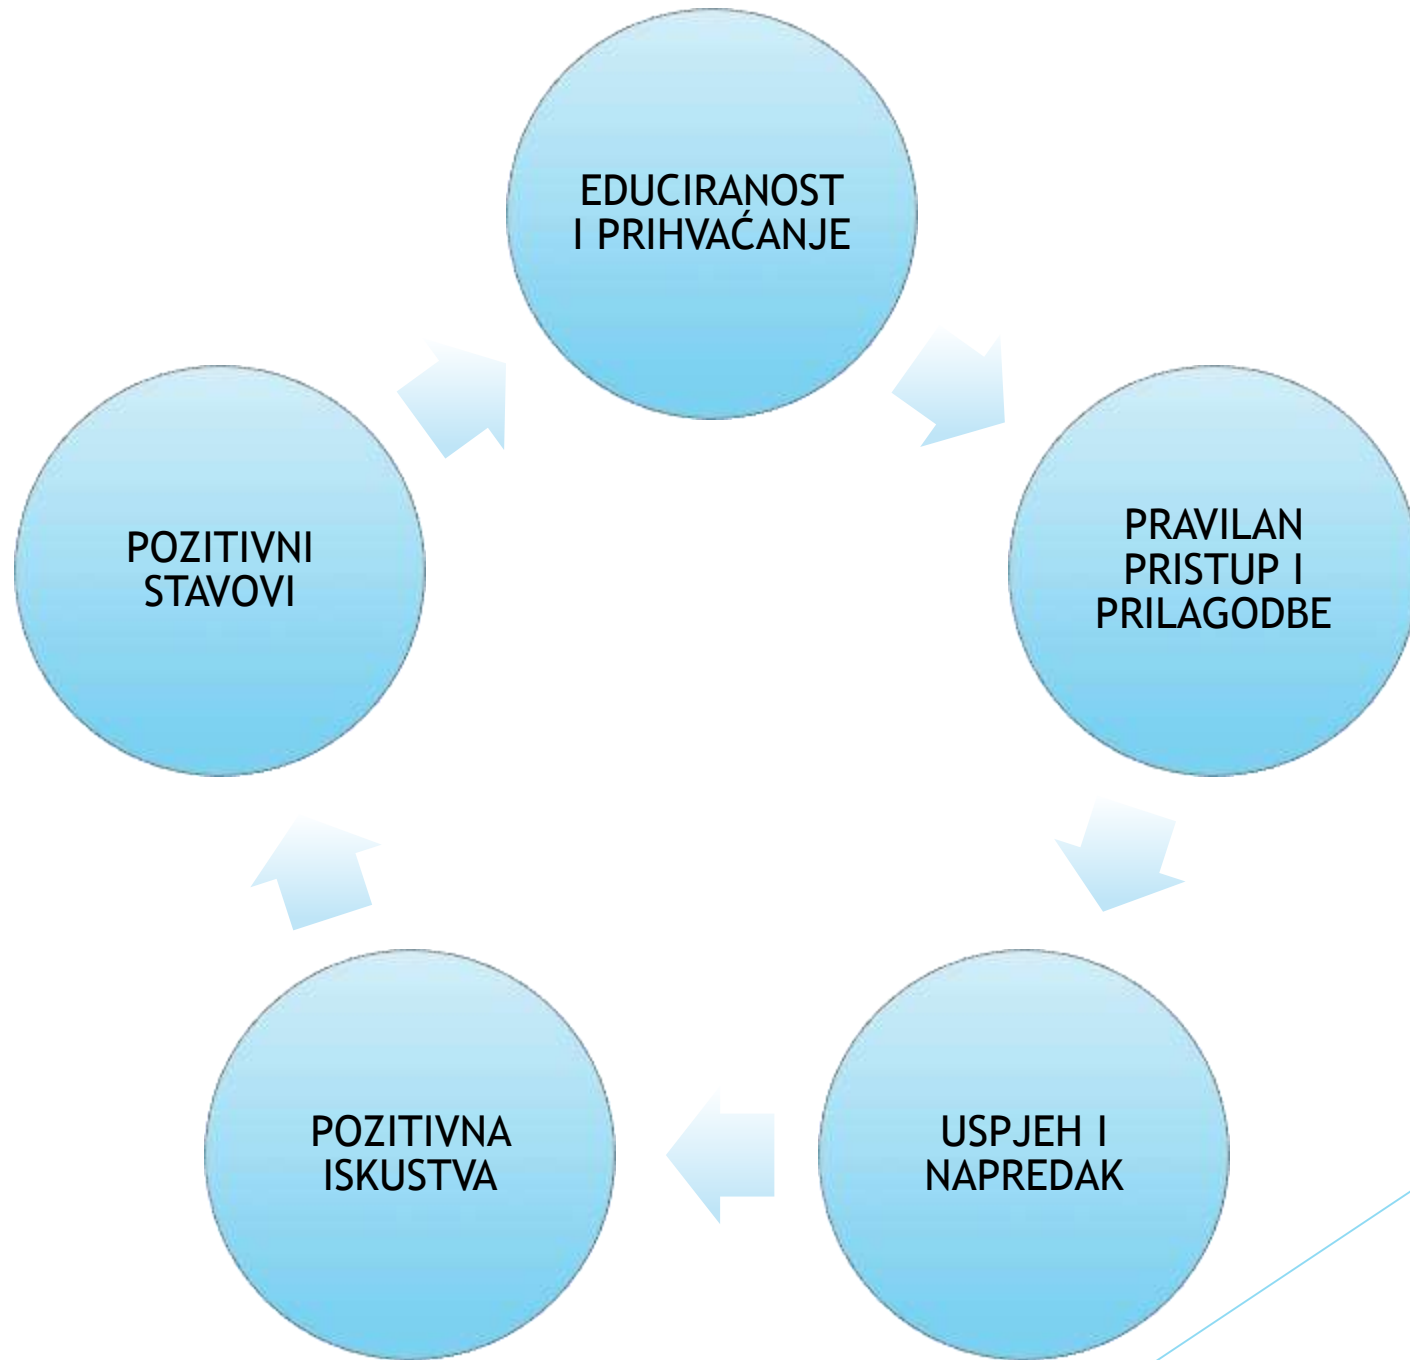 EDUCIRANOST
I PRIHVAĆANJE
PRAVILAN
PRISTUP I
PRILAGODBE
USPJEH I
NAPREDAK
POZITIVNA
ISKUSTVA
POZITIVNI
STAVOVI